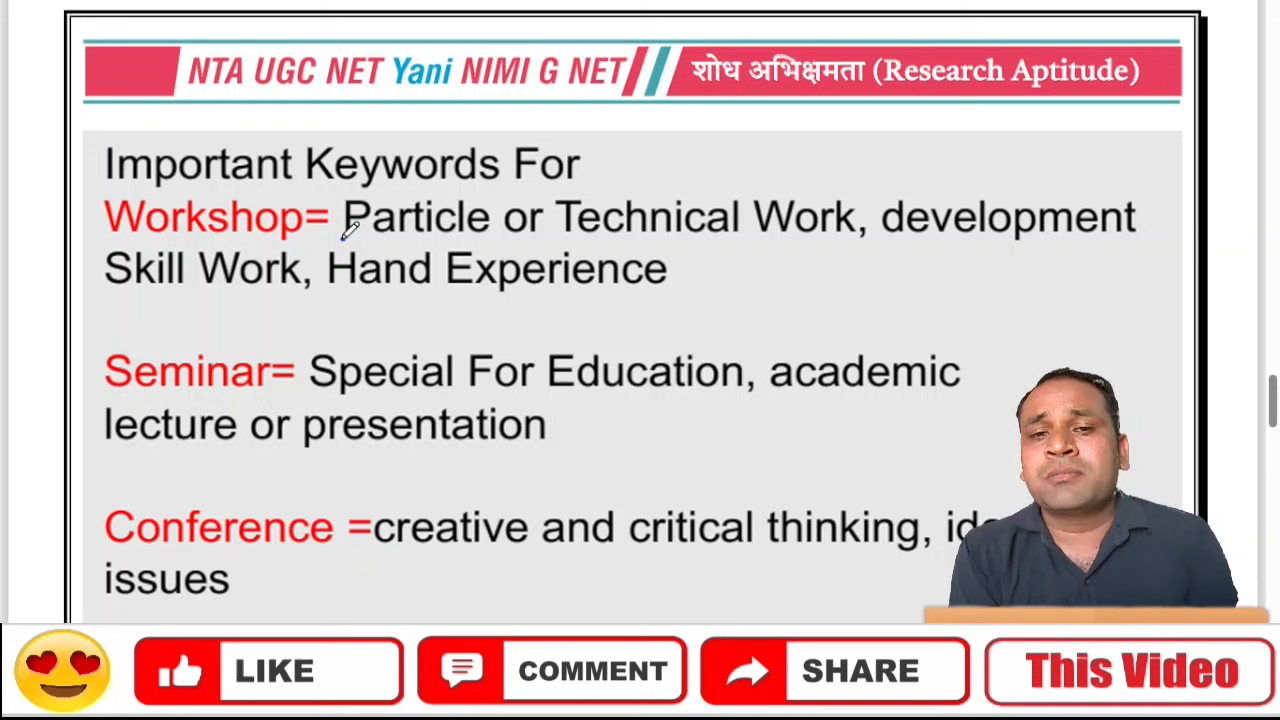 NTA UGC NET Yani NIMI G NET शोध अभिक्षमता (Research Aptitude)
Important Keywords For
Workshop= Particle or Technical Work, development
Skill Work, Hand Experience
Seminar= Special For Education, academic
lecture or presentation
Conference =creative and critical thinking,
issues
LIKE COMMENT SHARE This Video